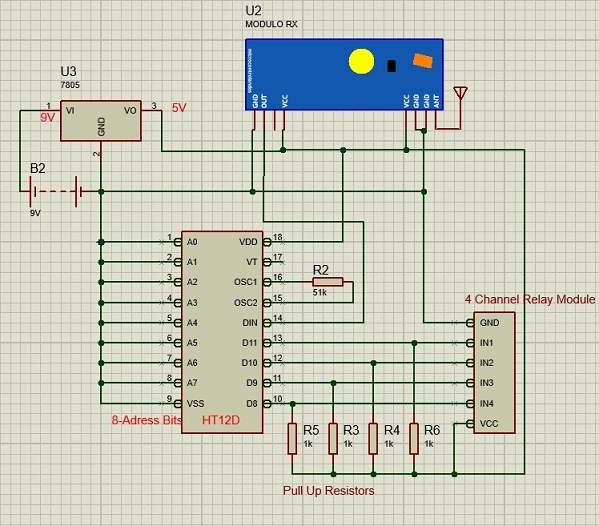 U2
MODULO RX
GND
OUT
VCC
VCC
GND
GND
ANT
U3
7805
1
VI
VO
3
5V
9V
GND
2
B2
9V
1
A0
VDD
18
2
A1
VT
17
3
A2
OSC1
16
R2
51k
4
A3
OSC2
15
5
A4
DIN
14
6
A5
D11
13
7
A6
D10
12
8
A7
D9
11
9
VSS
D8
10
8-Adress Bits
HT12D
4 Channel Relay Module
GND
IN1
IN2
IN3
IN4
VCC
R5
1k
R3
1k
R4
1k
R6
1k
Pull Up Resistors